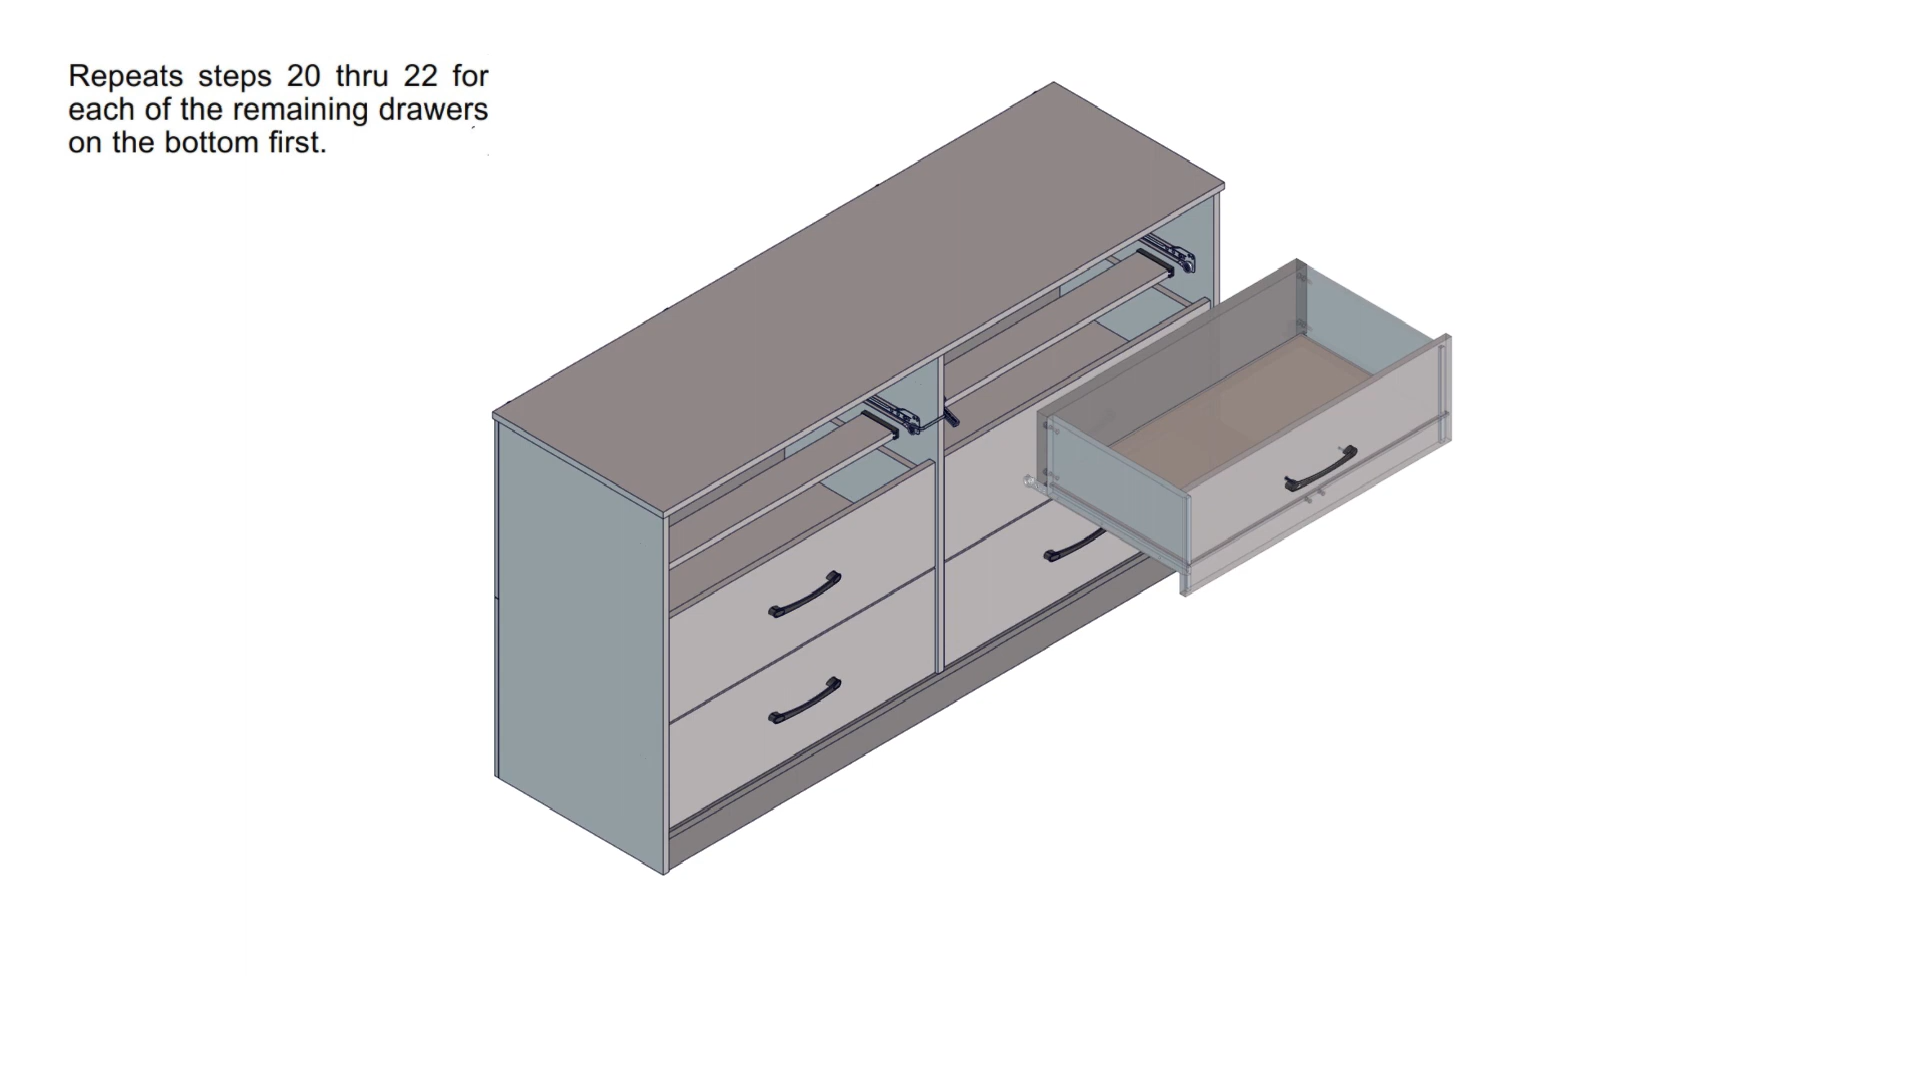 Repeats steps 20 thru 22 for
each of the remaining drawers
on the bottom first.